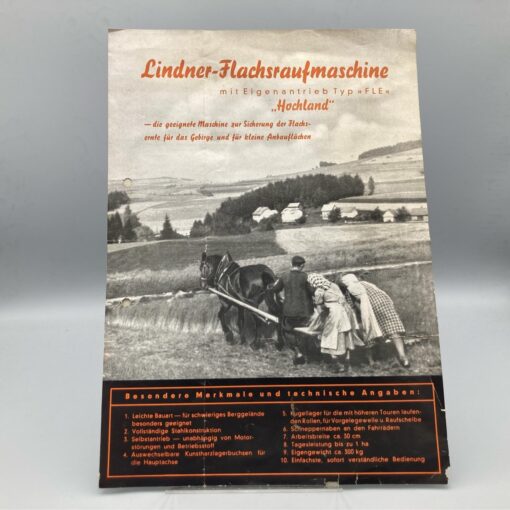 Lindner-Flachsraufmaschine
mit Eigenantrieb Typ »FLE«
„Hochland"
— die geeignete Maschine zur Sicherung der Flachs-
ernte für das Gebirge und für kleine Anbauflächen
Besondere Merkmale und technische Angaben:
1. Leichte Bauart — für schwieriges Berggelände
besonders geeignet
2. Vollständige Stahlkonstruktion
3. Selbstantrieb — unabhängig von Motor-
störungen und Betriebsstoff
4. Auswechselbare Kunstharzlagerbuchsen für
die Hauptachse
5. Kugellager für die mit höheren Touren laufen-
den Rollen, für Vorgelegewelle u. Raufscheibe
6. Schneppernaben an den Fahrrädern
7. Arbeitsbreite ca. 50 cm
8. Tagesleistung bis zu 1 ha
9. Eigengewicht ca. 300 kg
10. Einfachste, sofort verständliche Bedienung